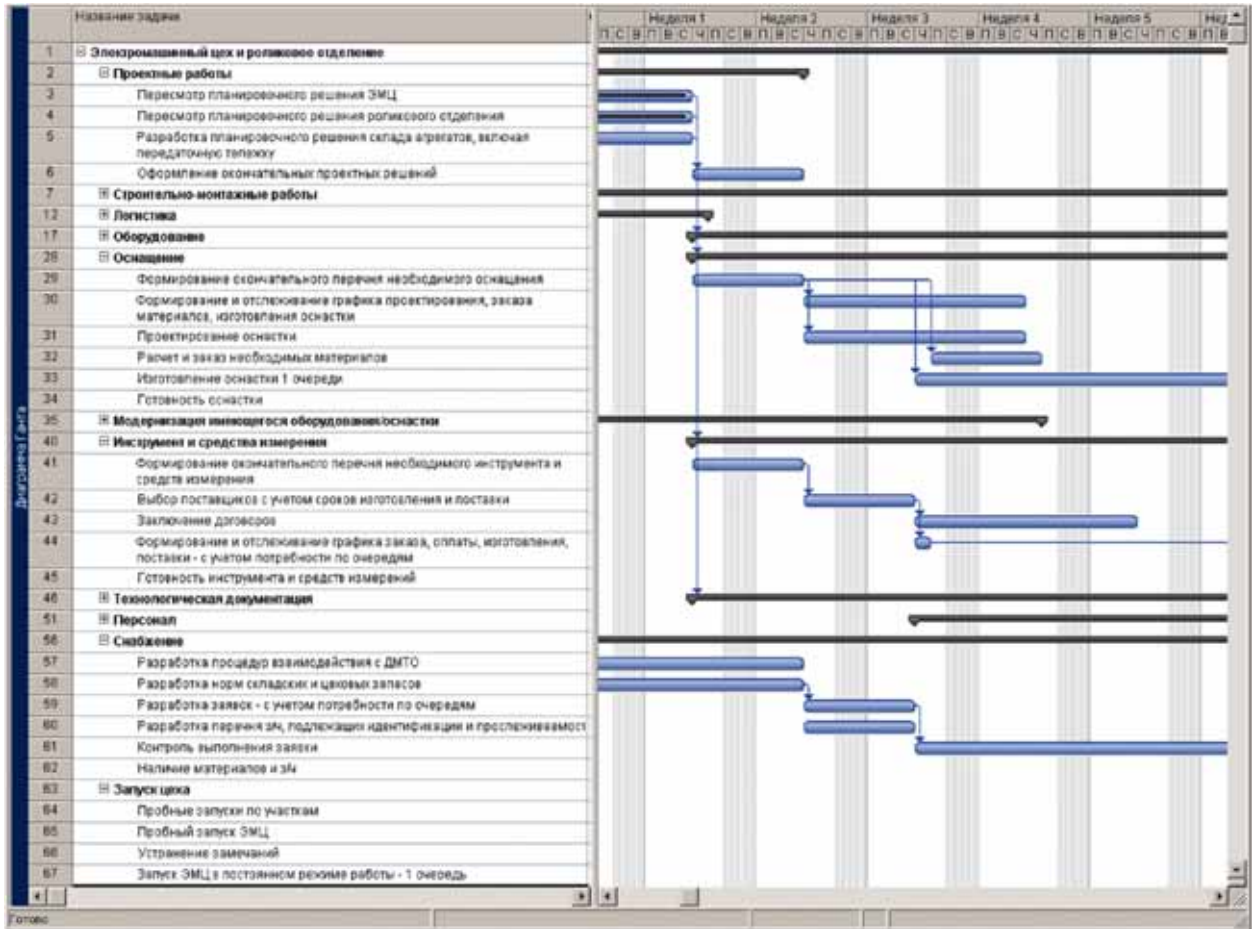 Название задачи
Неделя 1 Неделя 2 Неделя 3 Неделя 4 Неделя 5
П С В П В С Ч П С В П В С Ч П С В П В С Ч П С В П В С Ч П С В П В С Ч П С В П В
1 Электромашинный цех и роликовое отделение
2 Проектные работы
3 Пересмотр планировочного решения ЭМЦ
4 Пересмотр планировочного решения роликового отделения
5 Разработка планировочного решения склада агрегатов, включая
передаточную тележку
6 Оформление окончательных проектных решений
7 Строительно-монтажные работы
12 Логистика
17 Оборудование
28 Оснащение
29 Формирование окончательного перечня необходимого оснащения
30 Формирование и отслеживание графика проектирования, заказа
материалов, изготовления оснастки
31 Проектирование оснастки
32 Расчет и заказ необходимых материалов
33 Изготовление оснастки 1 очереди
34 Готовность оснастки
35 Модернизация имеющегося оборудования/оснастки
40 Инструмент и средства измерения
41 Формирование окончательного перечня необходимого инструмента и
средств измерения
42 Выбор поставщиков с учетом сроков изготовления и поставки
43 Заключение договоров
44 Формирование и отслеживание графика заказа, оплаты, изготовления,
поставки - с учетом потребности по очередям
45 Готовность инструмента и средств измерений
46 Технологическая документация
51 Персонал
56 Снабжение
57 Разработка процедур взаимодействия с ДМТО
58 Разработка норм складских и цеховых запасов
59 Разработка заявок - с учетом потребности по очередям
60 Разработка перечня з/ч, подлежащих идентификации и прослеживаемост
61 Контроль выполнения заявки
62 Наличие материалов и з/ч
63 Запуск цеха
64 Пробные запуски по участкам
65 Пробный запуск ЭМЦ
66 Устранение замечаний
67 Запуск ЭМЦ в постоянном режиме работы - 1 очередь
Диаграмма Ганта
Готово